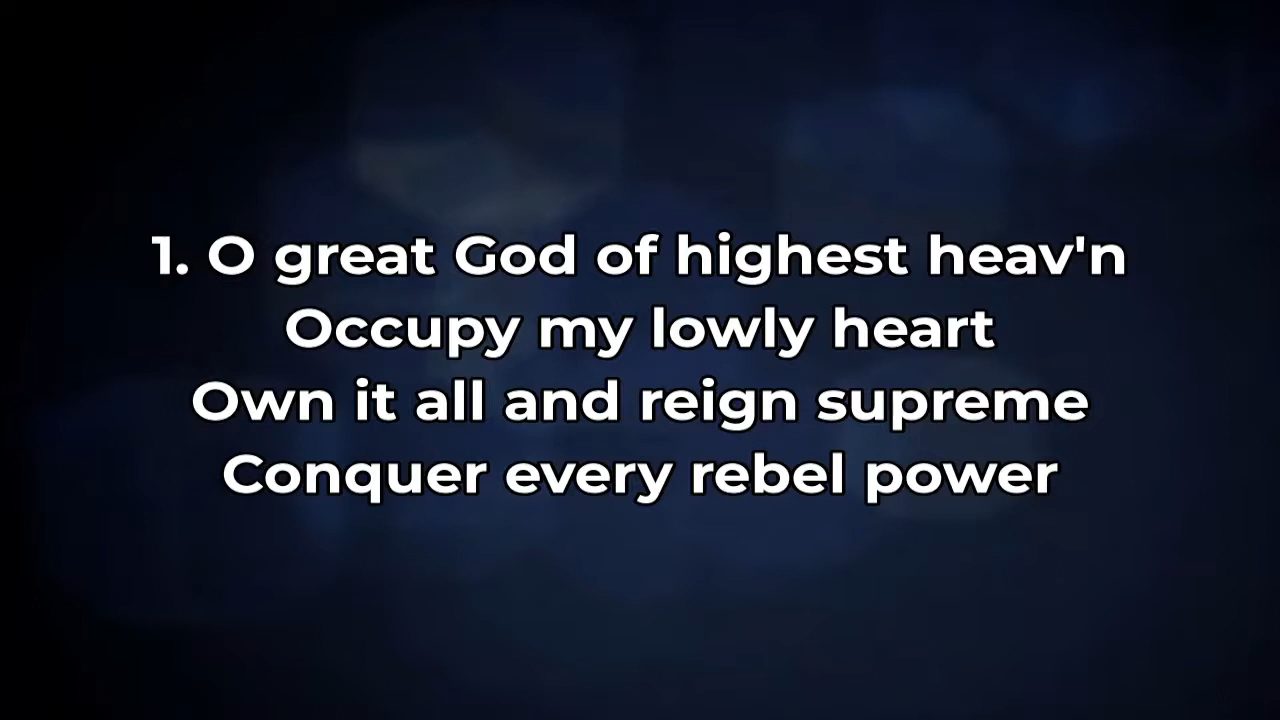 1. O great God of highest heav'n
Occupy my lowly heart
Own it all and reign supreme
Conquer every rebel power